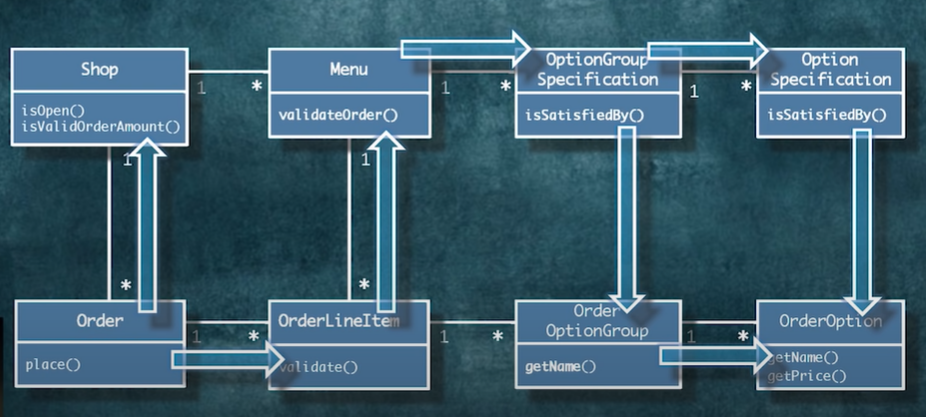 Shop
isOpen()
isValidOrderAmount()
1
*
Menu
validateOrder()
1
*
OptionGroup
Specification
isSatisfiedBy()
1
*
Option
Specification
isSatisfiedBy()
1
*
1
*
Order
place()
1
*
OrderLineItem
validate()
1
*
Order
OptionGroup
getName()
1
*
OrderOption
getName()
getPrice()